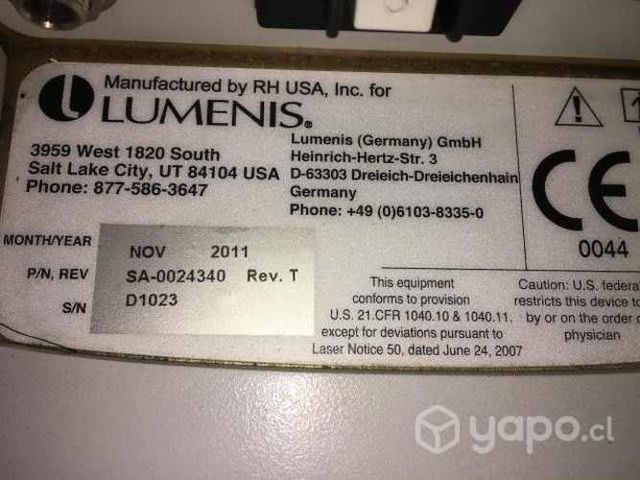 Manufactured by RH USA, Inc. for
LUMENIS®
3959 West 1820 South
Salt Lake City, UT 84104 USA
Phone: 877-586-3647
Lumenis (Germany) GmbH
Heinrich-Hertz-Str. 3
D-63303 Dreieich-Dreieichenhain
Germany
Phone: +49 (0)6103-8335-0
CE
0044
MONTH/YEAR NOV 2011
P/N, REV SA-0024340 Rev. T
S/N D1023
This equipment
conforms to provision
U.S. 21.CFR 1040.10 & 1040.11.
except for deviations pursuant to
Laser Notice 50, dated June 24, 2007
Caution: U.S. federa
restricts this device to
by or on the order o
physician
yapo.cl